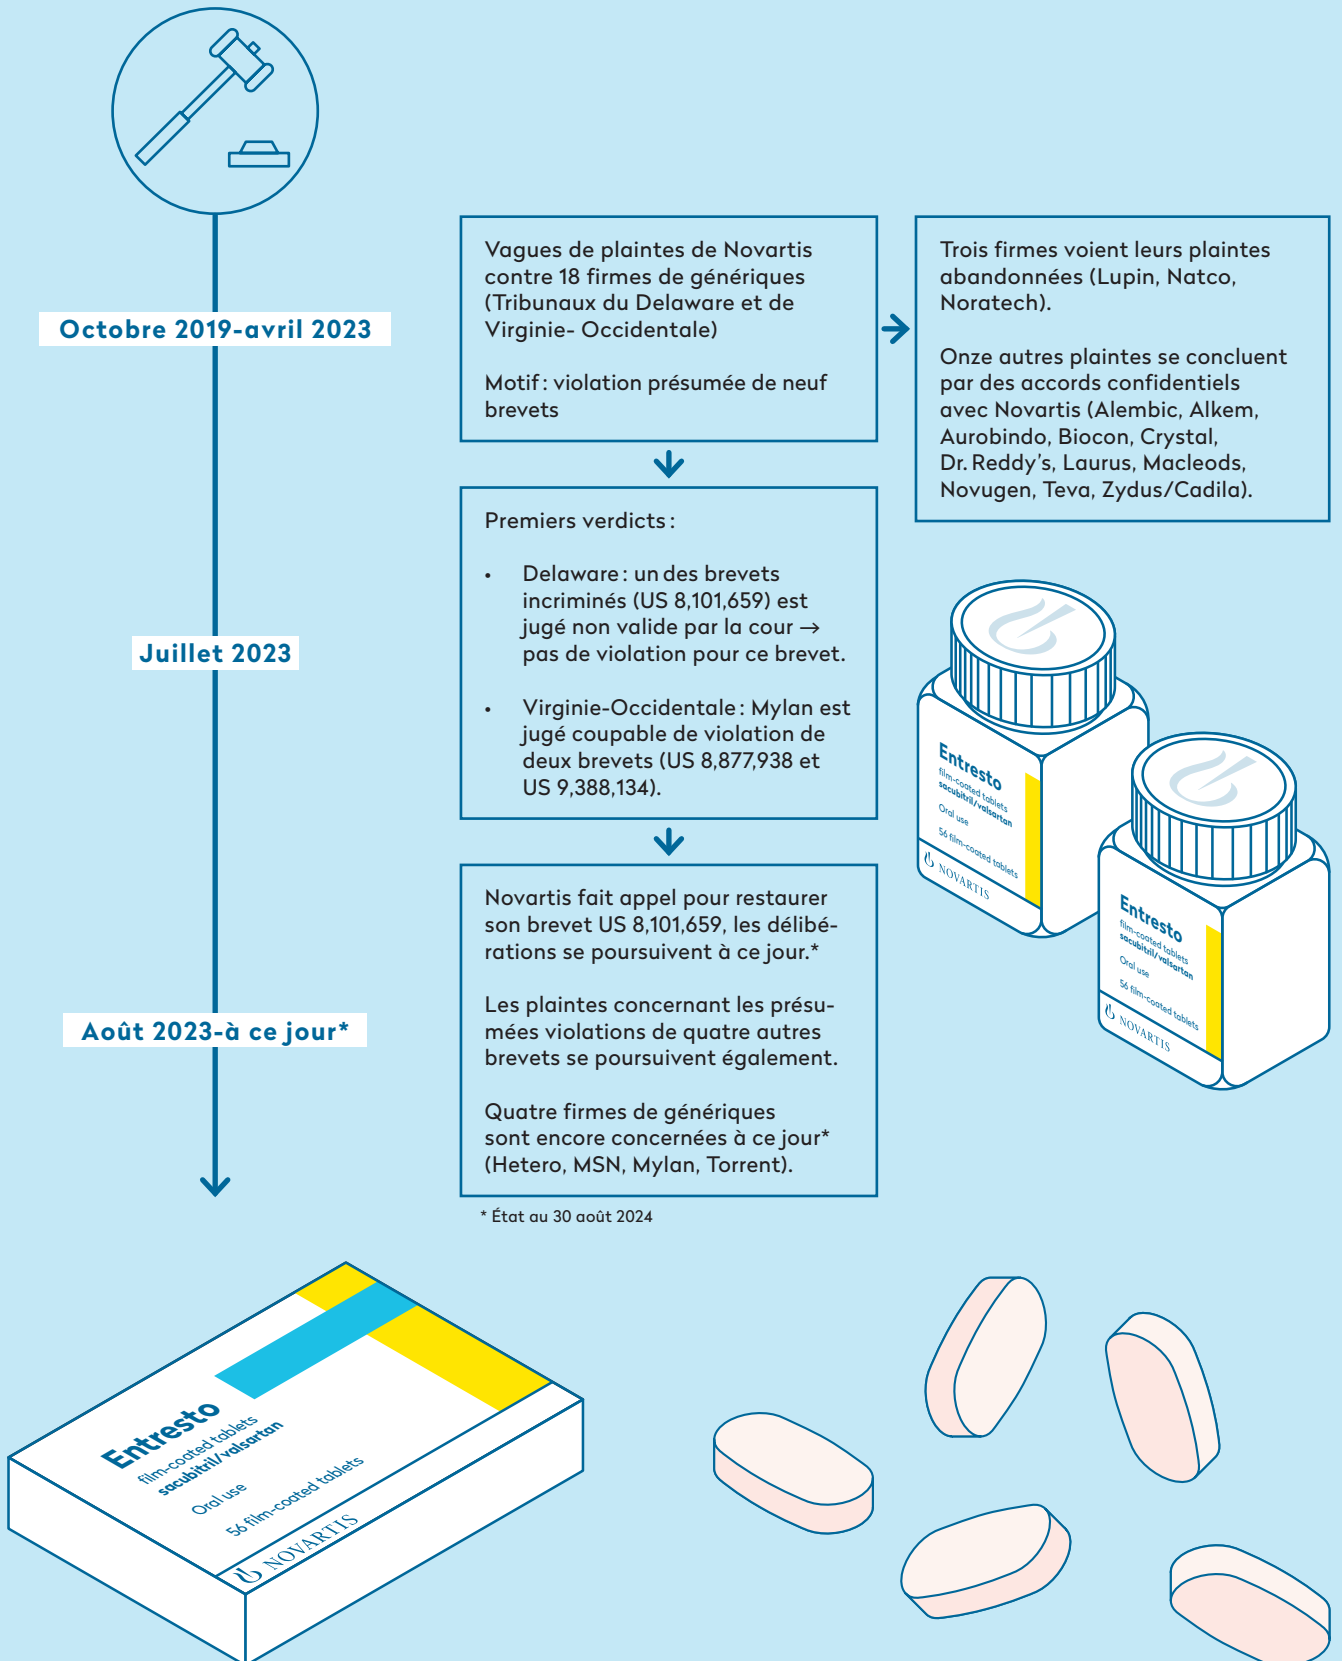 Octobre 2019-avril 2023
Vagues de plaintes de Novartis
contre 18 firmes de génériques
(Tribunaux du Delaware et de
Virginie- Occidentale)
Motif : violation présumée de neuf
brevets
Trois firmes voient leurs plaintes
abandonnées (Lupin, Natco,
Noratech).
Onze autres plaintes se concluent
par des accords confidentiels
avec Novartis (Alembic, Alkem,
Aurobindo, Biocon, Crystal,
Dr. Reddy’s, Laurus, Macleods,
Novugen, Teva, Zydus/Cadila).
Juillet 2023
Premiers verdicts :
• Delaware : un des brevets
incriminés (US 8,101,659) est
jugé non valide par la cour →
pas de violation pour ce brevet.
• Virginie-Occidentale : Mylan est
jugé coupable de violation de
deux brevets (US 8,877,938 et
US 9,388,134).
Août 2023-à ce jour*
Novartis fait appel pour restaurer
son brevet US 8,101,659, les délibé-
rations se poursuivent à ce jour.*
Les plaintes concernant les présu-
mées violations de quatre autres
brevets se poursuivent également.
Quatre firmes de génériques
sont encore concernées à ce jour*
(Hetero, MSN, Mylan, Torrent).
* État au 30 août 2024
Entresto
film-coated tablets
sacubitril/valsartan
Oral use
56 film-coated tablets
NOVARTIS
Entresto
film-coated tablets
sacubitril/valsartan
Oral use
56 film-coated tablets
NOVARTIS
Entresto
film-coated tablets
sacubitril/valsartan
Oral use
56 film-coated tablets
NOVARTIS